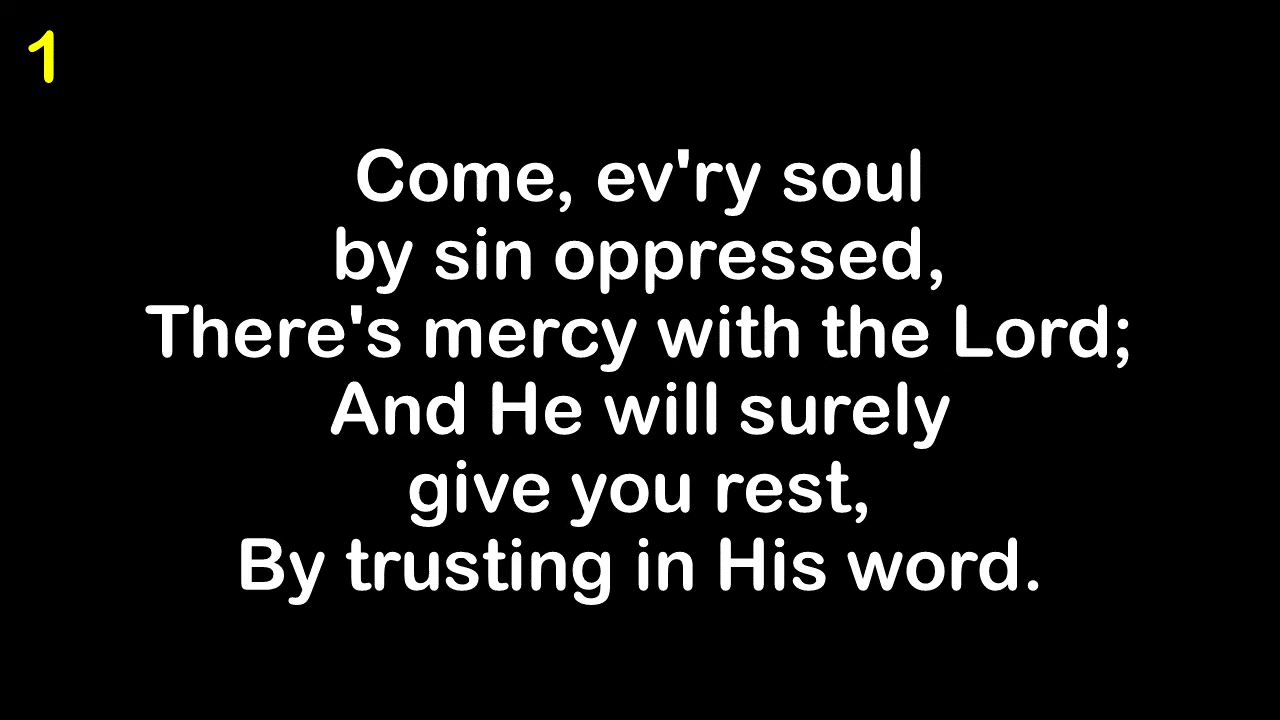 1
Come, ev'ry soul
by sin oppressed,
There's mercy with the Lord;
And He will surely
give you rest,
By trusting in His word.